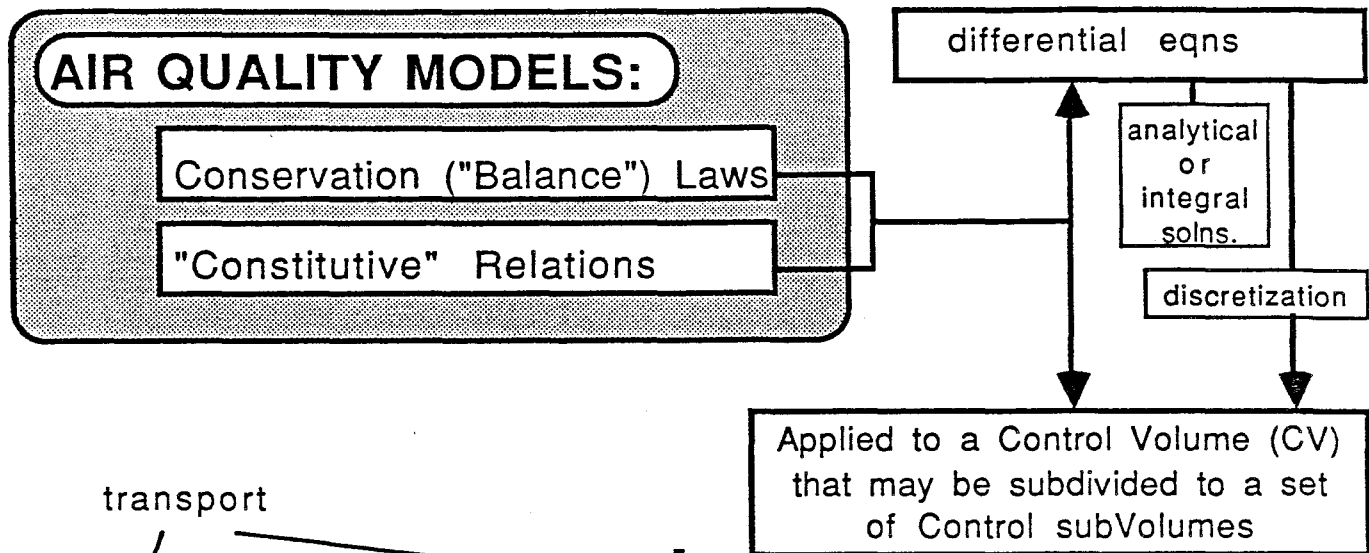 AIR QUALITY MODELS:
Conservation ("Balance") Laws
"Constitutive" Relations
differential eqns
analytical
or
integral
solns.
discretization
Applied to a Control Volume (CV)
that may be subdivided to a set
of Control subVolumes
transport